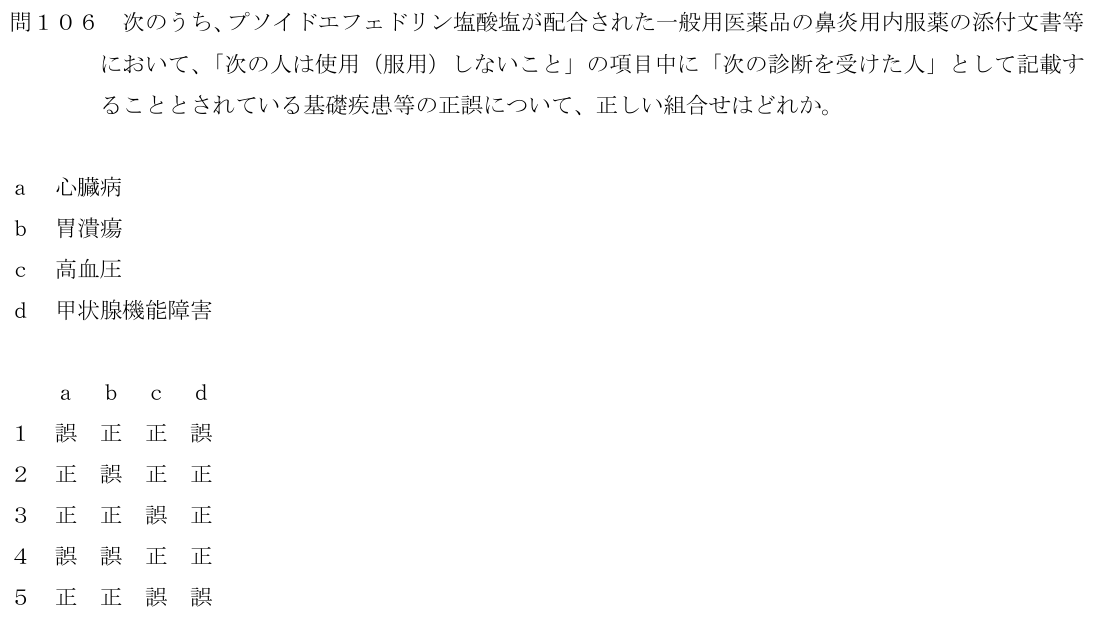 問１０６　次のうち、プソイドエフェドリン塩酸塩が配合された一般用医薬品の鼻炎用内服薬の添付文書等
において、「次の人は使用（服用）しないこと」の項目中に「次の診断を受けた人」として記載す
ることとされている基礎疾患等の正誤について、正しい組合せはどれか。
ａ　心臓病
ｂ　胃潰瘍
ｃ　高血圧
ｄ　甲状腺機能障害
ａ　ｂ　ｃ　ｄ
１　誤　正　正　誤
２　正　誤　正　正
３　正　正　誤　正
４　誤　誤　正　正
５　正　正　誤　誤